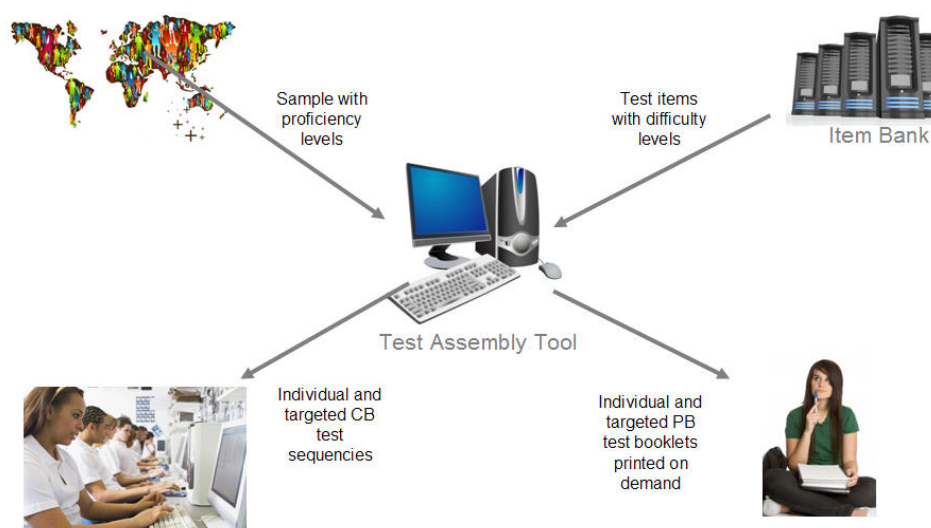 Sample with
proficiency
levels
Test items
with difficulty
levels
Item Bank
Test Assembly Tool
Individual and
targeted CB
test
sequencies
Individual and
targeted PB
test booklets
printed on
demand